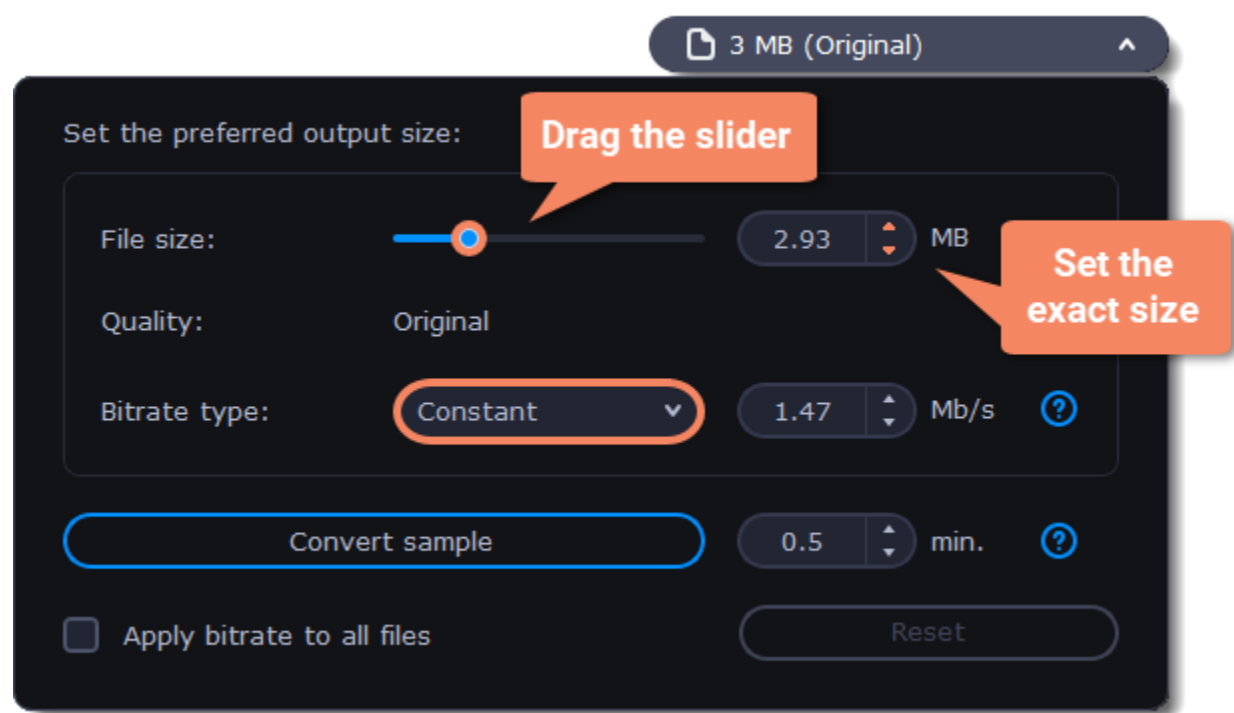 3 MB (Original)
Set the preferred output size:
Drag the slider
File size:
2.93
MB
Set the
exact size
Quality:
Original
Bitrate type:
Constant
1.47
Mb/s
?
Convert sample
0.5
min.
?
Apply bitrate to all files
Reset